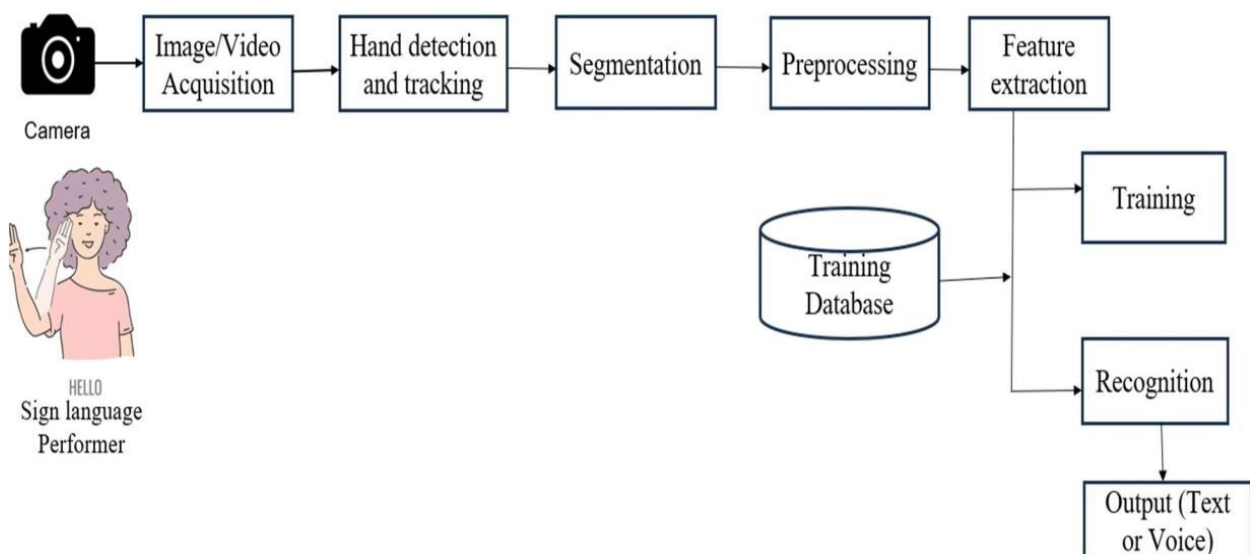 Image/Video
Acquisition
Hand detection
and tracking
Segmentation
Preprocessing
Feature
extraction
Camera
Training
Training
Database
HELLO
Sign language
Performer
Recognition
Output (Text
or Voice)